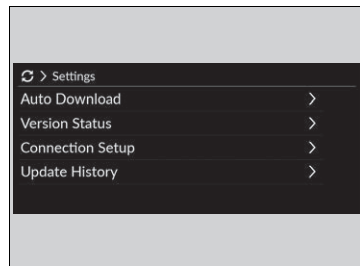 Settings
Auto Download
Version Status
Connection Setup
Update History